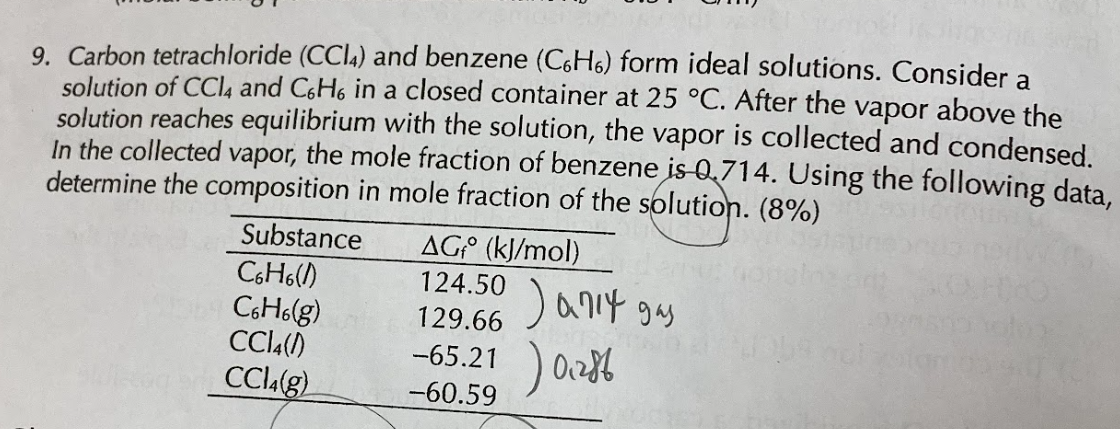 9. Carbon tetrachloride (CCl₄) and benzene (C₆H₆) form ideal solutions. Consider a
solution of CCl₄ and C₆H₆ in a closed container at 25 °C. After the vapor above the
solution reaches equilibrium with the solution, the vapor is collected and condensed.
In the collected vapor, the mole fraction of benzene is 0.714. Using the following data,
determine the composition in mole fraction of the solution. (8%)
Substance ΔGf° (kJ/mol)
C₆H₆(l) 124.50
C₆H₆(g) 129.66
0.714 gas
CCl₄(l) −65.21
CCl₄(g) −60.59
0.286